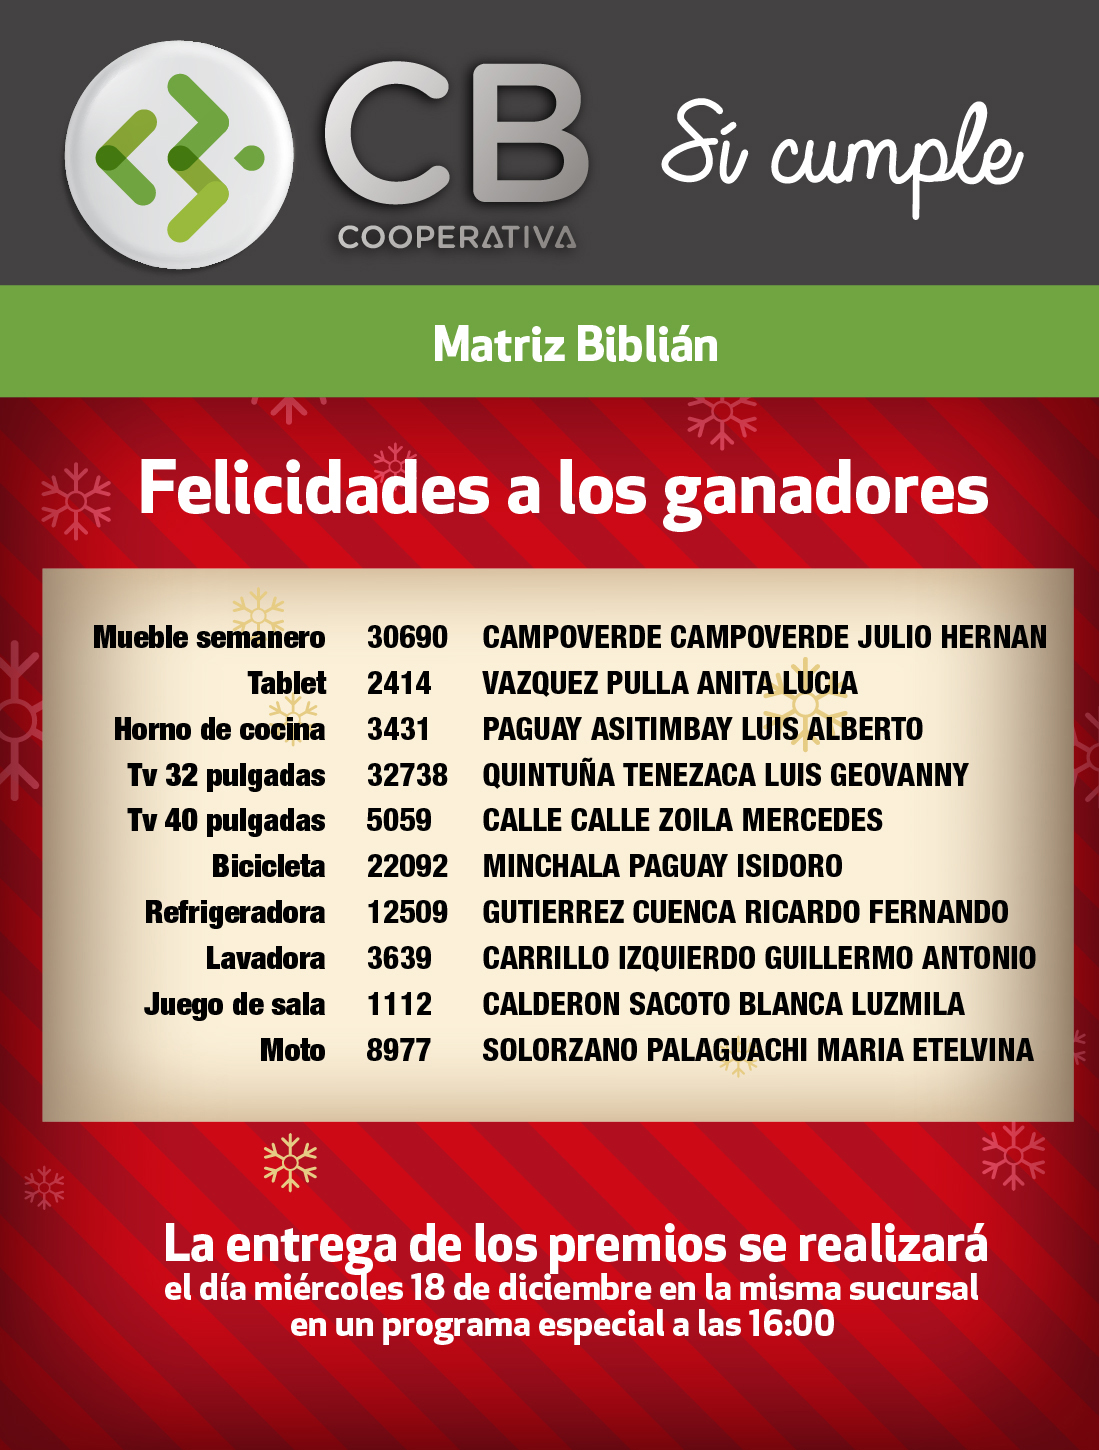 CB
COOPERATIVA
Sí cumple
Matriz Biblián
Felicidades a los ganadores
Mueble semanero 30690 CAMPOVERDE CAMPOVERDE JULIO HERNAN
Tablet 2414 VAZQUEZ PULLA ANITA LUCIA
Horno de cocina 3431 PAGUAY ASITIMBAY LUIS ALBERTO
Tv 32 pulgadas 32738 QUINTUÑA TENEZACA LUIS GEOVANNY
Tv 40 pulgadas 5059 CALLE CALLE ZOILA MERCEDES
Bicicleta 22092 MINCHALA PAGUAY ISIDORO
Refrigeradora 12509 GUTIERREZ CUENCA RICARDO FERNANDO
Lavadora 3639 CARRILLO IZQUIERDO GUILLERMO ANTONIO
Juego de sala 1112 CALDERON SACOTO BLANCA LUZMILA
Moto 8977 SOLORZANO PALAGUACHI MARIA ETELVINA
La entrega de los premios se realizará
el día miércoles 18 de diciembre en la misma sucursal
en un programa especial a las 16:00